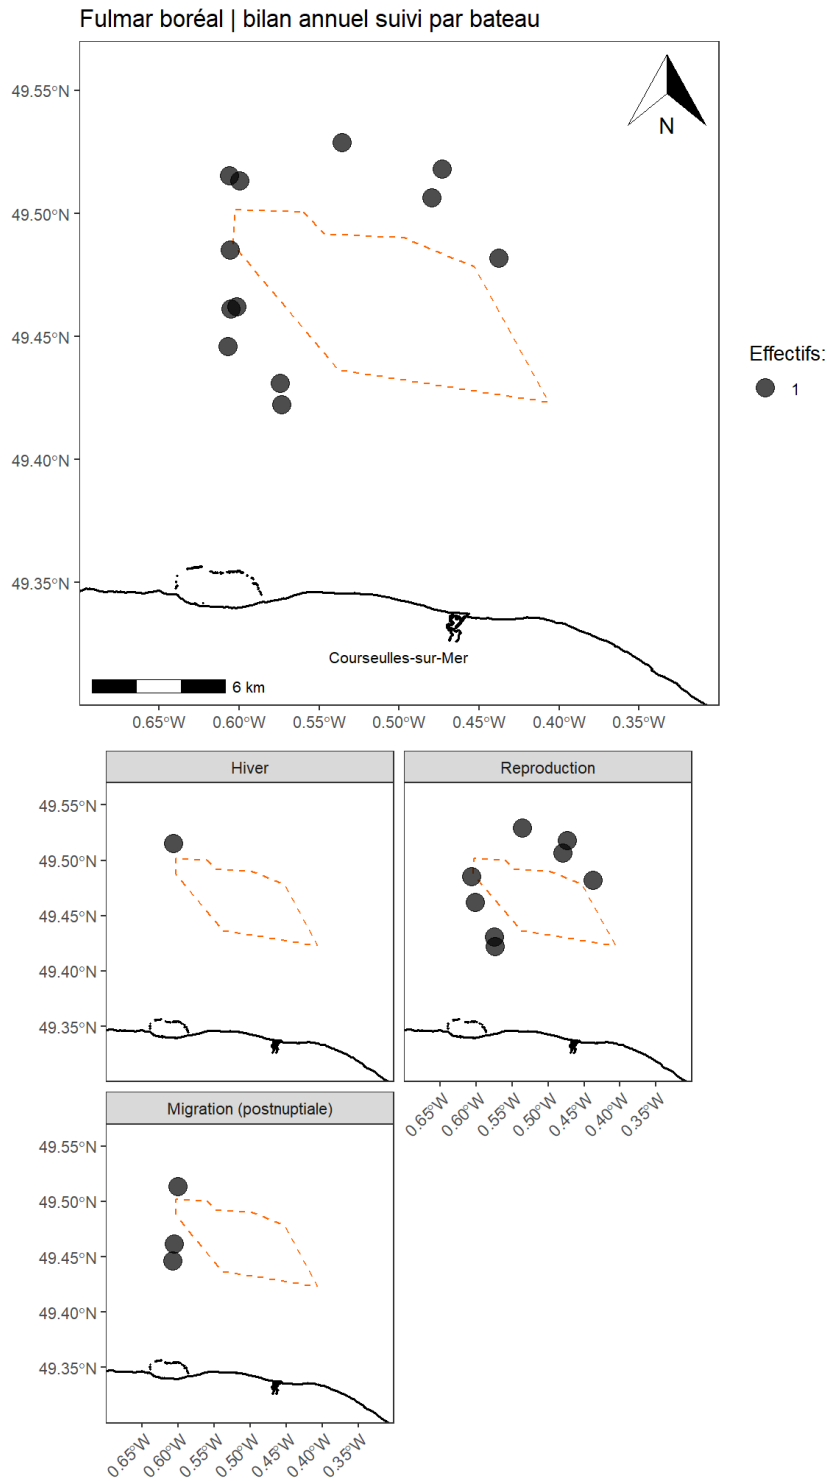 Fulmar boréal | bilan annuel suivi par bateau
N
49.55°N
49.50°N
49.45°N
49.40°N
49.35°N
Effectifs:
1
Courseulles-sur-Mer
6 km
0.65°W 0.60°W 0.55°W 0.50°W 0.45°W 0.40°W 0.35°W
Hiver
Reproduction
49.55°N
49.50°N
49.45°N
49.40°N
49.35°N
0.65°W 0.60°W 0.55°W 0.50°W 0.45°W 0.40°W 0.35°W
Migration (postnuptiale)
49.55°N
49.50°N
49.45°N
49.40°N
49.35°N
0.65°W 0.60°W 0.55°W 0.50°W 0.45°W 0.40°W 0.35°W